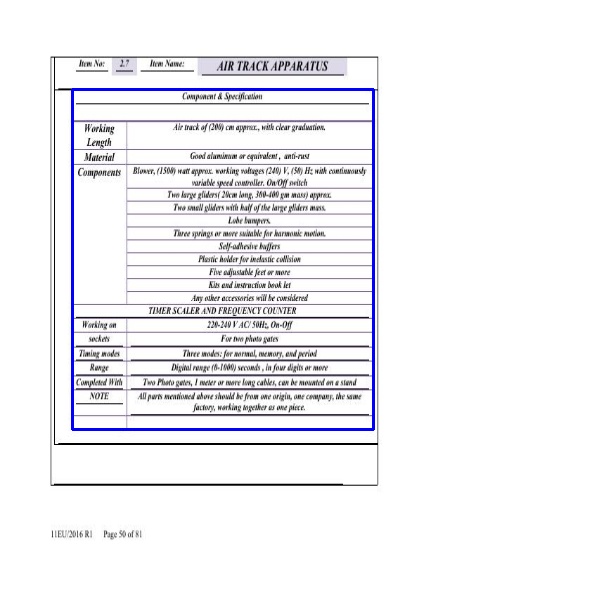 Item No: 2.7 Item Name: AIR TRACK APPARATUS
Component & Specification
Working Length Air track of (200) cm approx., with clear graduation.
Material Good aluminum or equivalent , anti-rust
Components Blower, (1500) watt approx. working voltages (240) V, (50) Hz with continuously
variable speed controller. On/Off switch
Two large gliders( 20cm long, 300-400 gm mass) approx.
Two small gliders with half of the large gliders mass.
Lobe bumpers.
Three springs or more suitable for harmonic motion.
Self-adhesive buffers
Plastic holder for inelastic collision
Five adjustable feet or more
Kits and instruction book let
Any other accessories will be considered
TIMER SCALER AND FREQUENCY COUNTER
Working on 220-240 V AC/ 50Hz, On-Off
sockets For two photo gates
Timing modes Three modes: for normal, memory, and period
Range Digital range (0-1000) seconds , in four digits or more
Completed With Two Photo gates, 1 meter or more long cables, can be mounted on a stand
NOTE All parts mentioned above should be from one origin, one company, the same
factory, working together as one piece.
11EU/2016 R1 Page 50 of 81